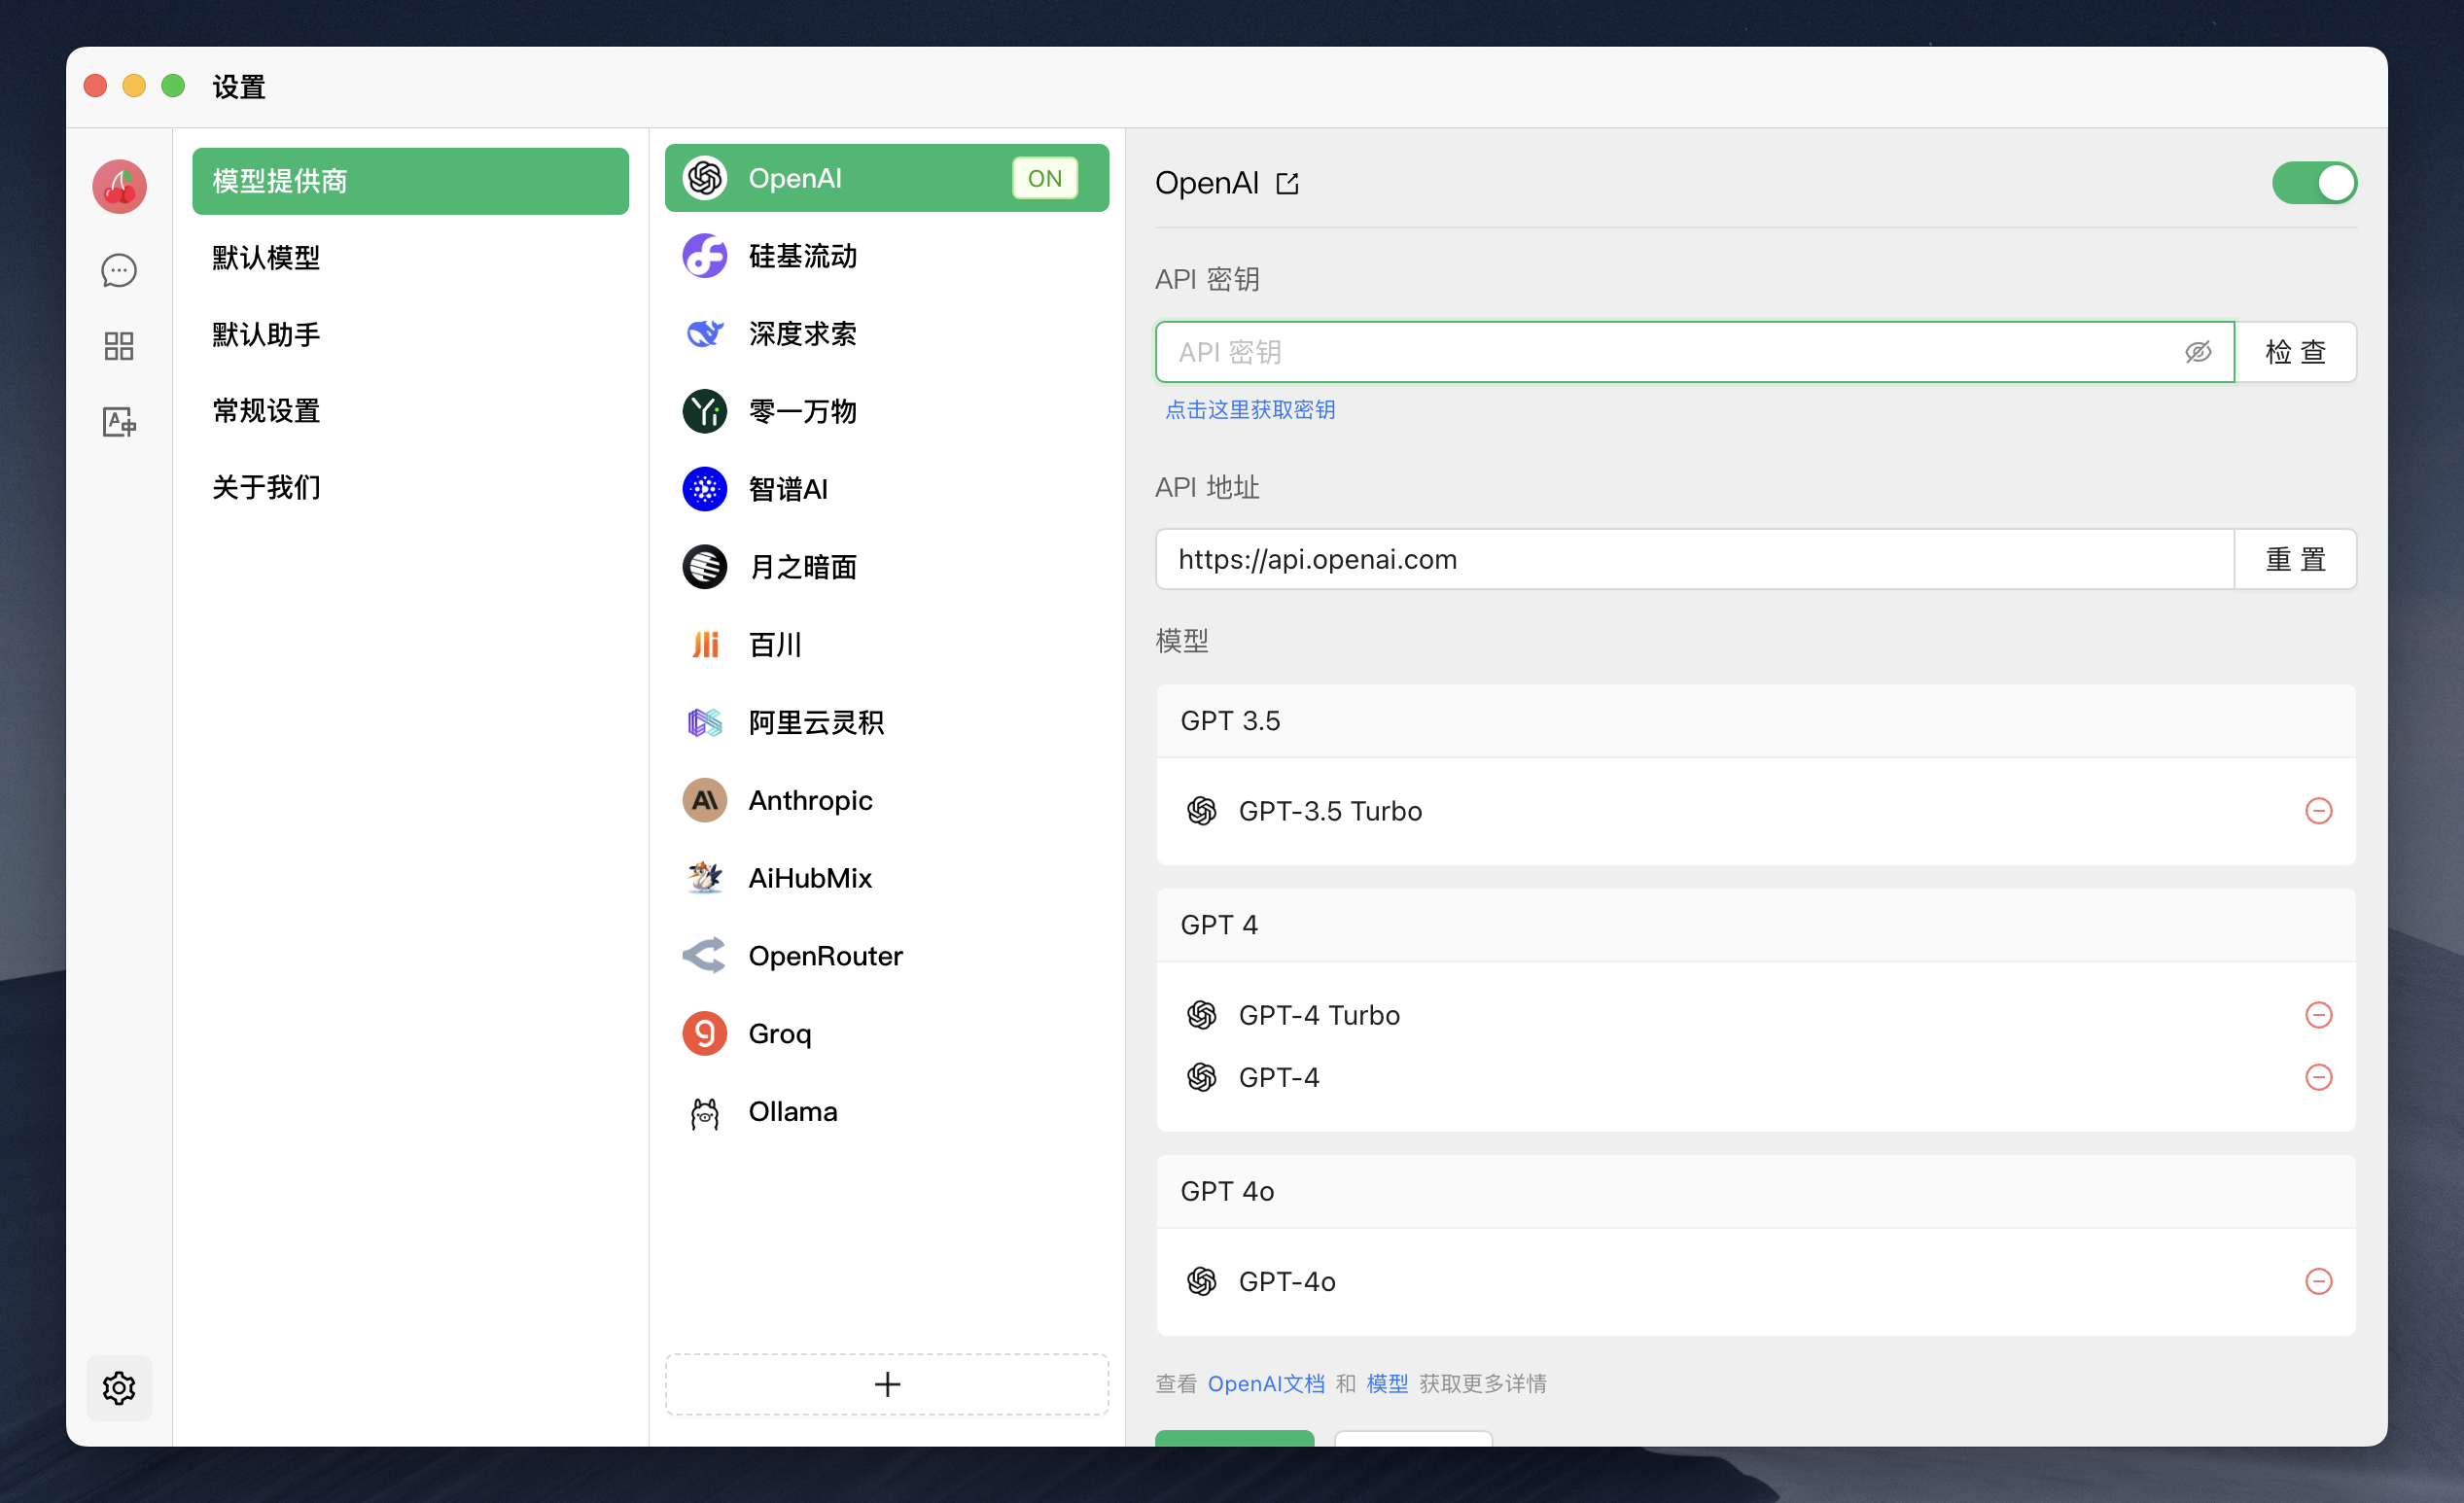 设置
模型提供商
默认模型
默认助手
常规设置
关于我们
OpenAI ON
硅基流动
深度求索
零一万物
智谱AI
月之暗面
百川
阿里云灵积
Anthropic
AiHubMix
OpenRouter
Groq
Ollama
OpenAI
API 密钥
API 密钥 检 查
点击这里获取密钥
API 地址
https://api.openai.com 重 置
模型
GPT 3.5
GPT-3.5 Turbo
GPT 4
GPT-4 Turbo
GPT-4
GPT 4o
GPT-4o
查看 OpenAI文档 和 模型 获取更多详情